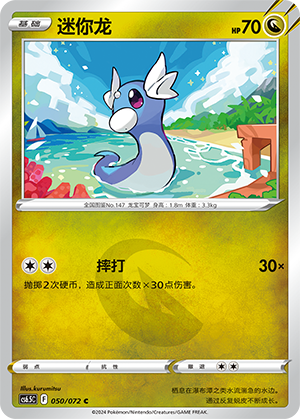 基础 迷你龙 HP70
全国图鉴No.147 龙宝可梦 身高：1.8m 体重：3.3kg
摔打 30×
抛掷2次硬币，造成正面次数×30点伤害。
弱点 抗性 撤退
Illus.kurumitsu
CS6.5C F 050/072 C
栖息在瀑布潭之类水流湍急的水边。
通过反复蜕皮不断成长。
©2024 Pokémon/Nintendo/Creatures/GAME FREAK.